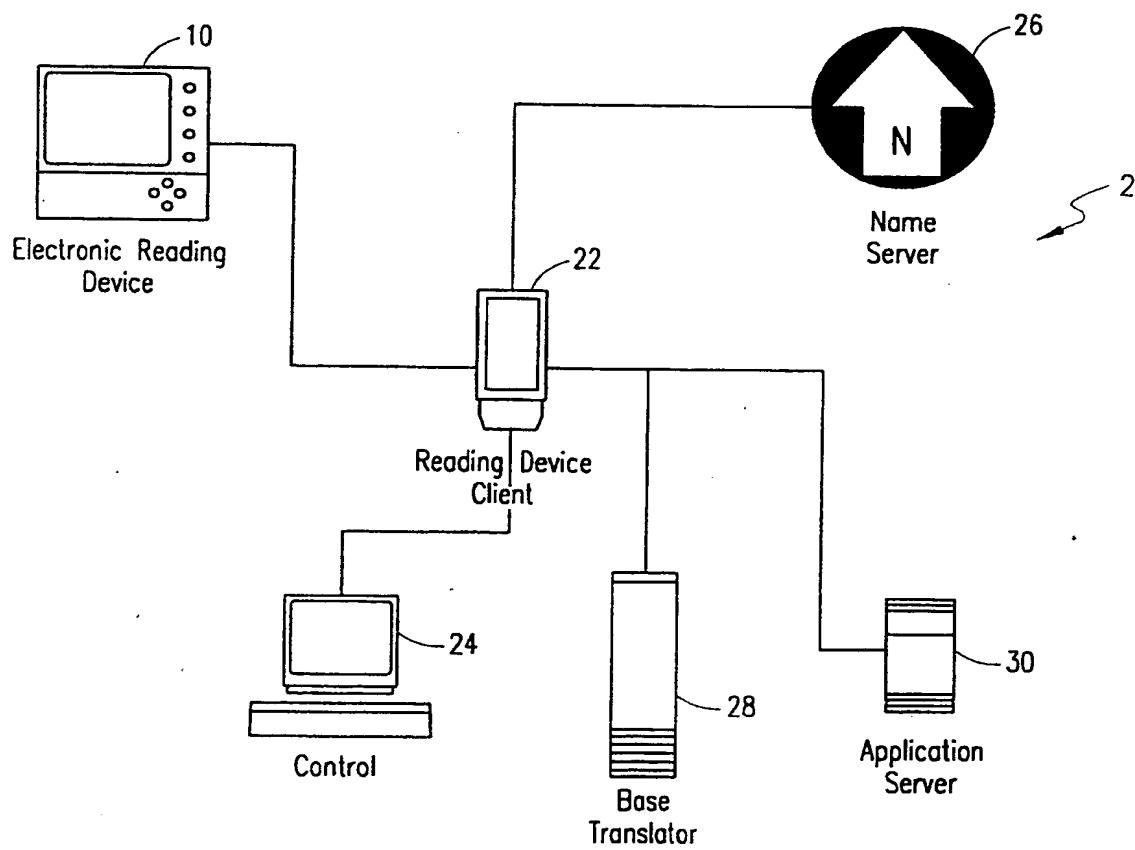 10
26
N
2
Name
Server
Electronic Reading
Device
22
Reading Device
Client
24
Control
28
Base
Translator
30
Application
Server